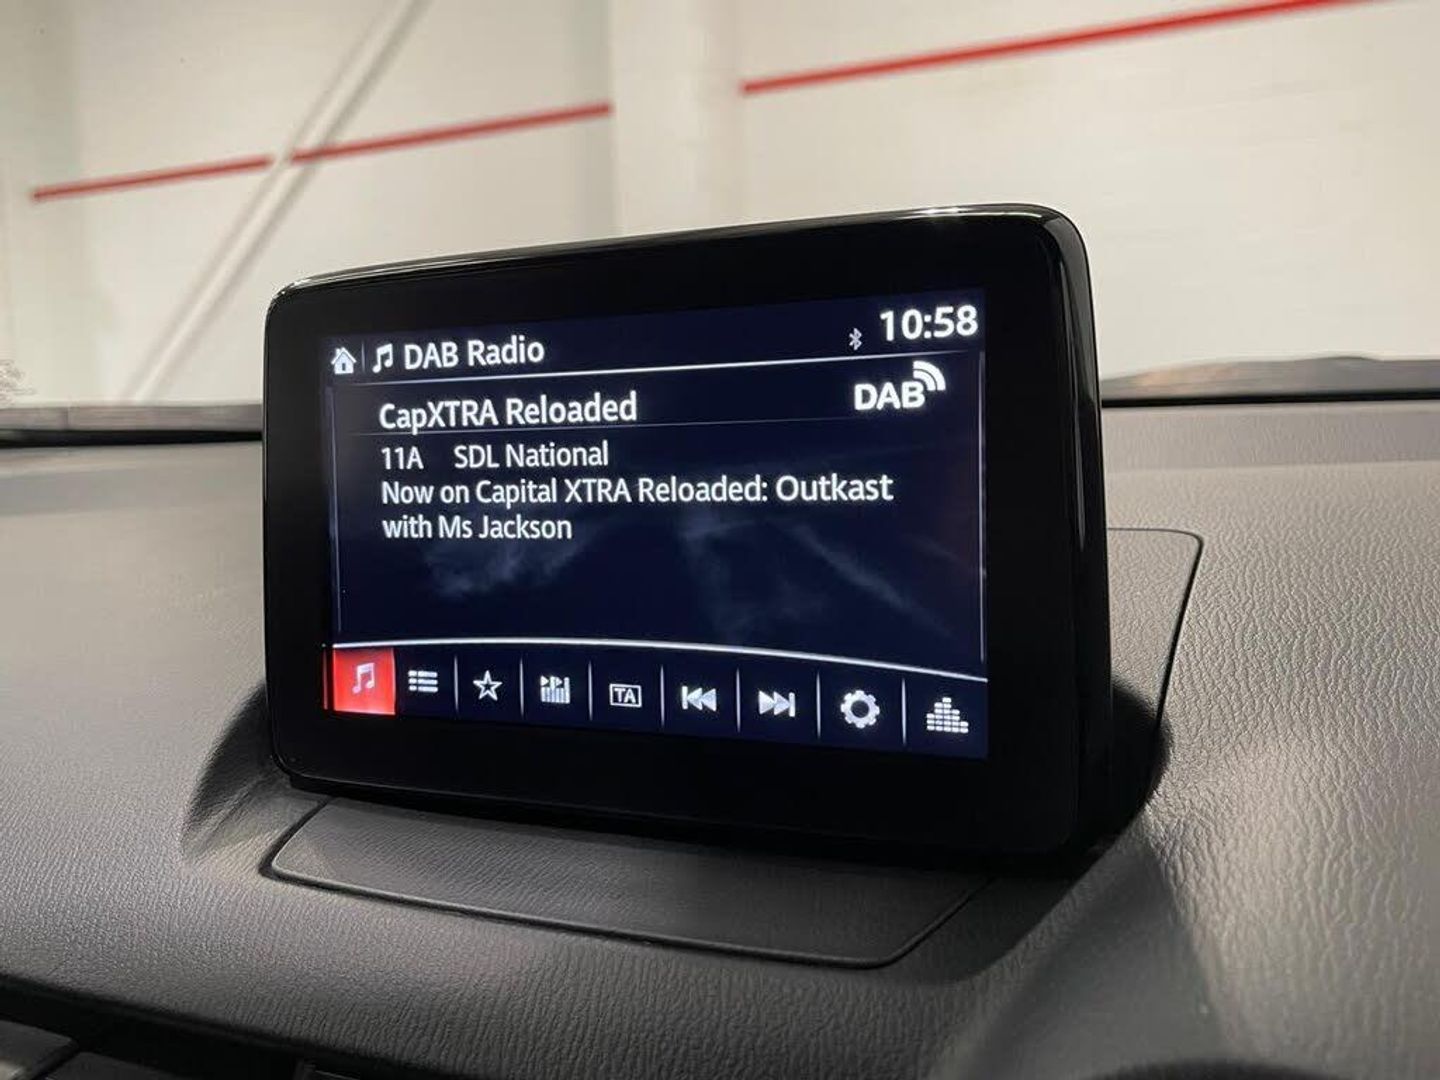 DAB Radio
10:58
CapXTRA Reloaded
DAB
11A SDL National
Now on Capital XTRA Reloaded: Outkast
with Ms Jackson
TA